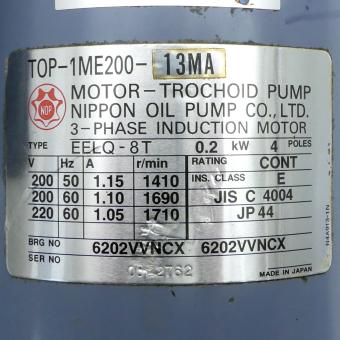 TOP-1ME200-13MA
NOP
MOTOR-TROCHOID PUMP
NIPPON OIL PUMP CO., LTD.
3-PHASE INDUCTION MOTOR
TYPE EELQ-8T 0.2 kW 4 POLES
V Hz A r/min RATING CONT
200 50 1.15 1410 INS. CLASS E
200 60 1.10 1690 JIS C 4004
220 60 1.05 1710 JP44
BRG NO 6202VVNCX 6202VVNCX
SER NO
MADE IN JAPAN